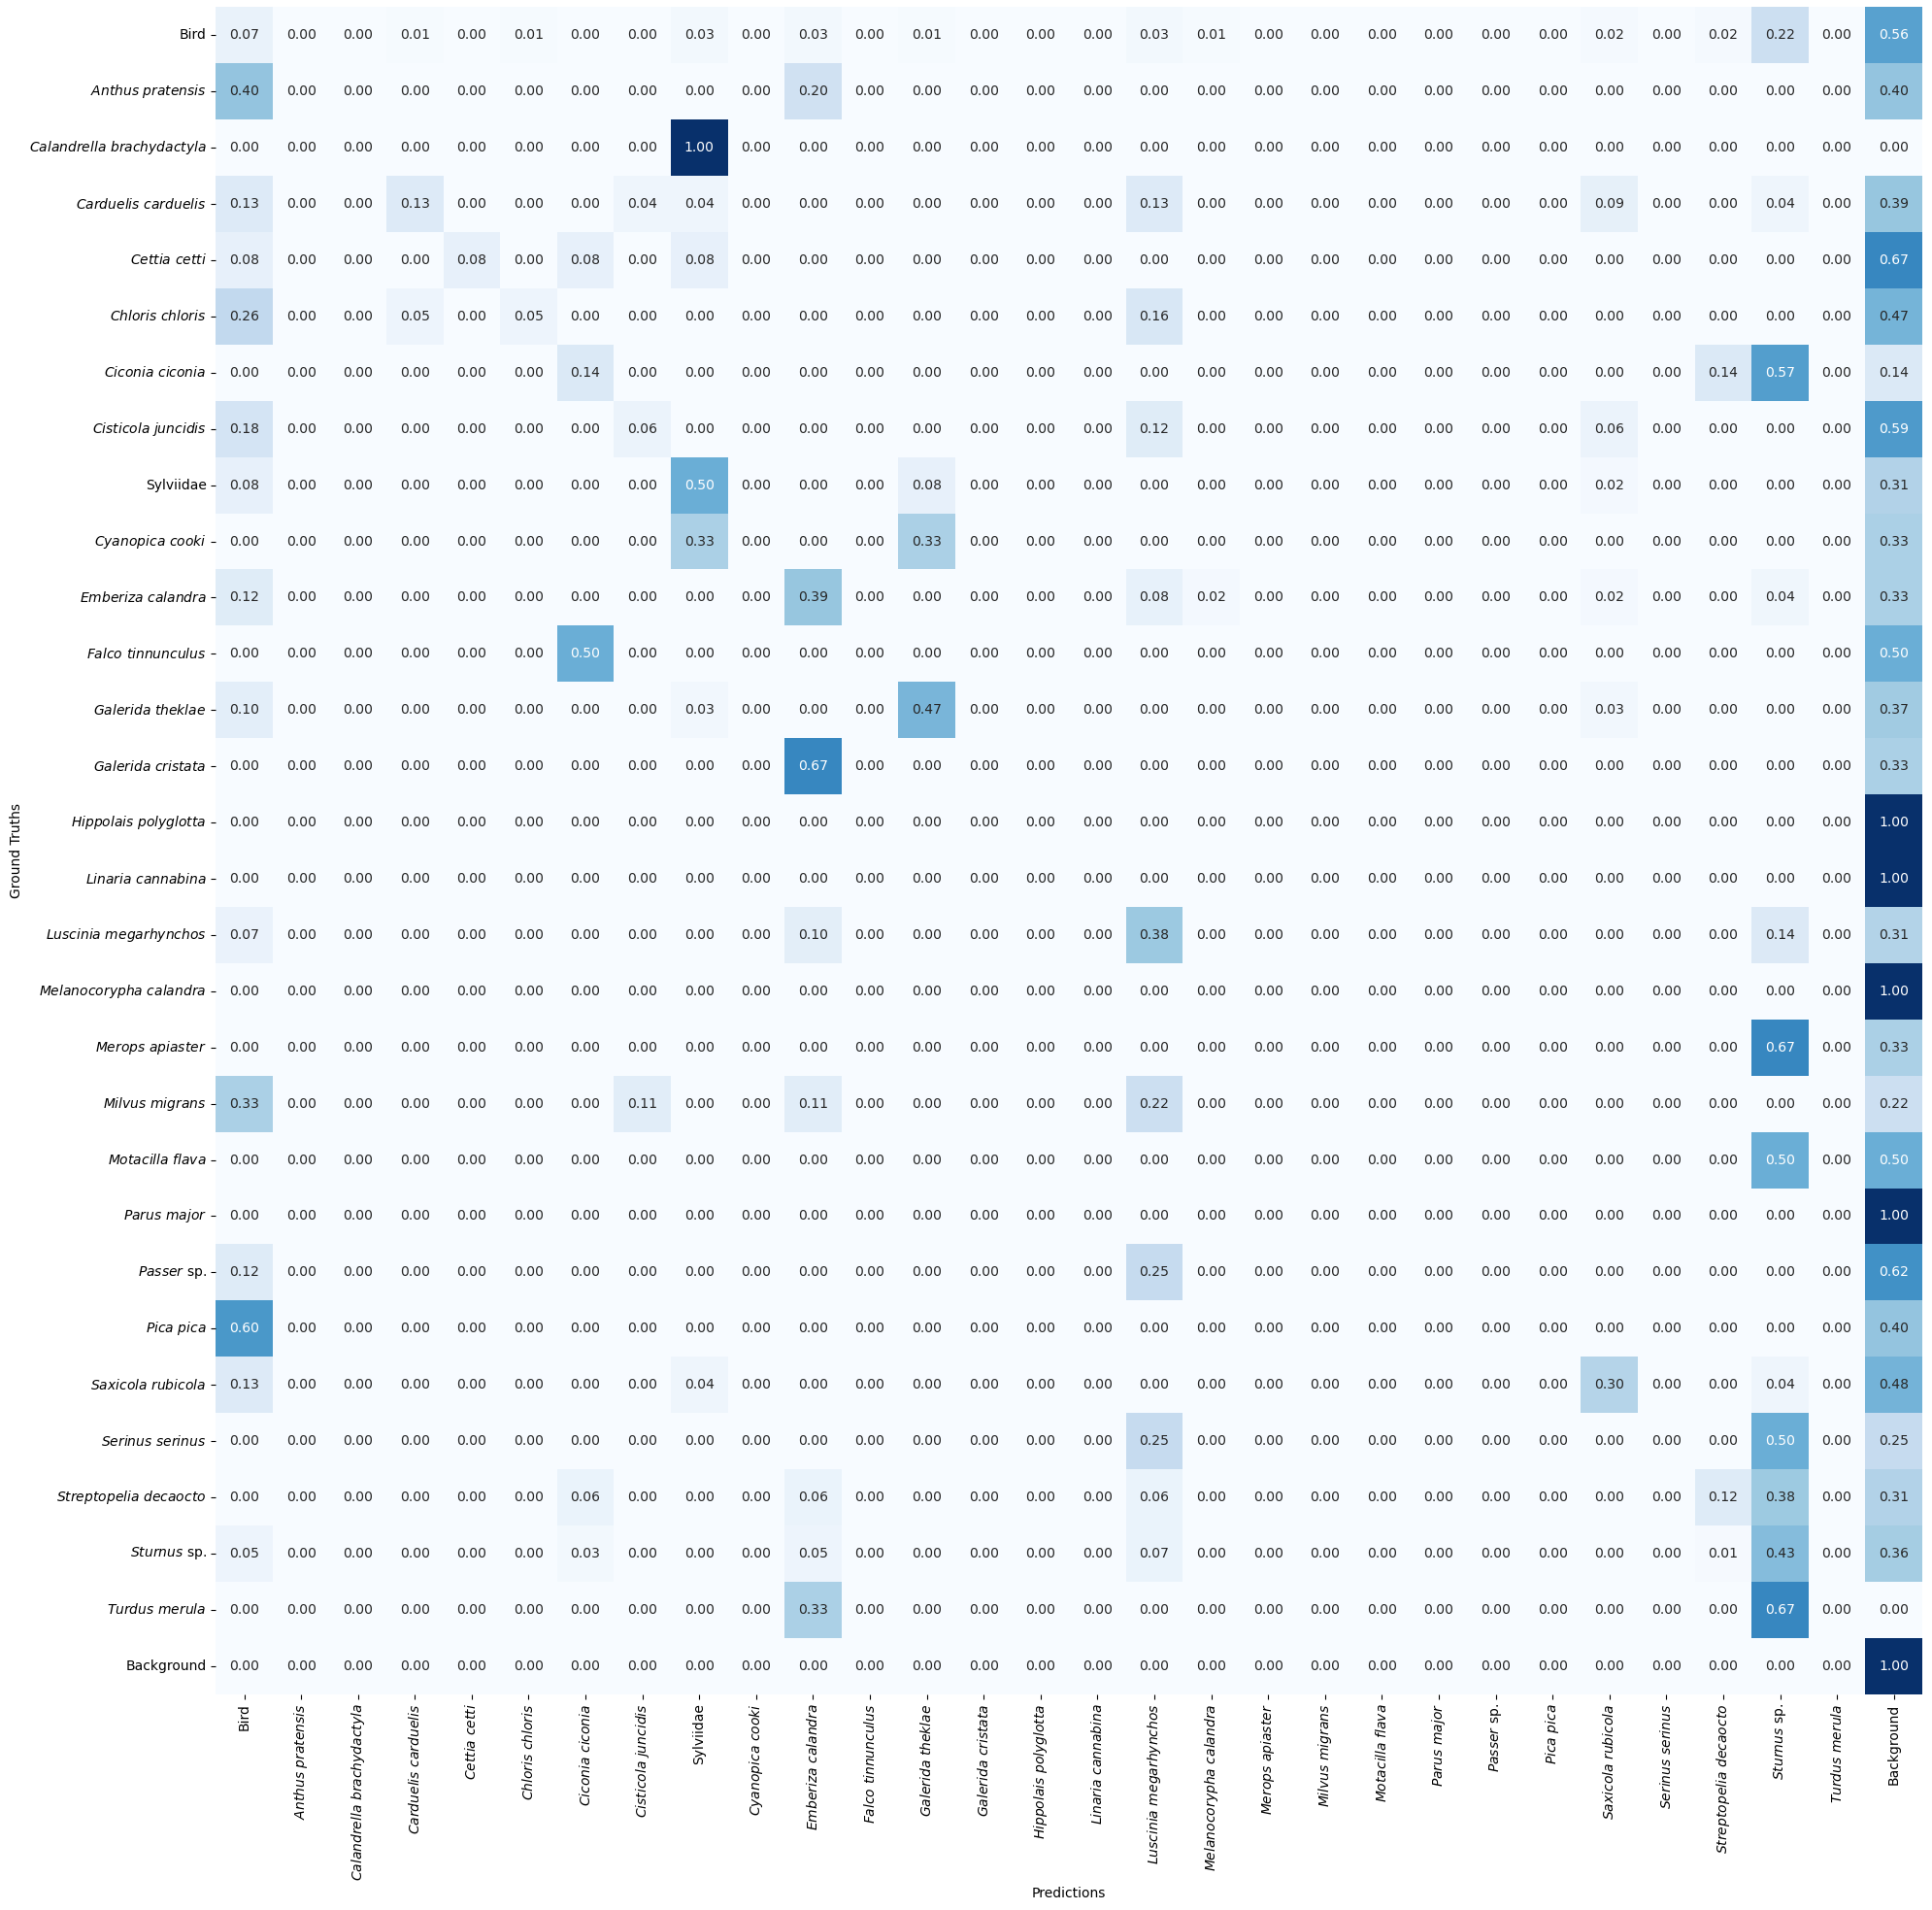 Bird 0.07 0.00 0.00 0.01 0.00 0.01 0.00 0.00 0.03 0.00 0.03 0.00 0.01 0.00 0.00 0.00 0.03 0.01 0.00 0.00 0.00 0.00 0.00 0.00 0.02 0.00 0.02 0.22 0.00 0.56
Anthus pratensis 0.40 0.00 0.00 0.00 0.00 0.00 0.00 0.00 0.00 0.00 0.20 0.00 0.00 0.00 0.00 0.00 0.00 0.00 0.00 0.00 0.00 0.00 0.00 0.00 0.00 0.00 0.00 0.00 0.00 0.40
Calandrella brachydactyla 0.00 0.00 0.00 0.00 0.00 0.00 0.00 0.00 1.00 0.00 0.00 0.00 0.00 0.00 0.00 0.00 0.00 0.00 0.00 0.00 0.00 0.00 0.00 0.00 0.00 0.00 0.00 0.00 0.00 0.00
Carduelis carduelis 0.13 0.00 0.00 0.13 0.00 0.00 0.00 0.04 0.04 0.00 0.00 0.00 0.00 0.00 0.00 0.00 0.13 0.00 0.00 0.00 0.00 0.00 0.00 0.00 0.09 0.00 0.00 0.04 0.00 0.39
Cettia cetti 0.08 0.00 0.00 0.00 0.08 0.00 0.08 0.00 0.08 0.00 0.00 0.00 0.00 0.00 0.00 0.00 0.00 0.00 0.00 0.00 0.00 0.00 0.00 0.00 0.00 0.00 0.00 0.00 0.00 0.67
Chloris chloris 0.26 0.00 0.00 0.05 0.00 0.05 0.00 0.00 0.00 0.00 0.00 0.00 0.00 0.00 0.00 0.00 0.16 0.00 0.00 0.00 0.00 0.00 0.00 0.00 0.00 0.00 0.00 0.00 0.00 0.47
Ciconia ciconia 0.00 0.00 0.00 0.00 0.00 0.00 0.14 0.00 0.00 0.00 0.00 0.00 0.00 0.00 0.00 0.00 0.00 0.00 0.00 0.00 0.00 0.00 0.00 0.00 0.00 0.00 0.14 0.57 0.00 0.14
Cisticola juncidis 0.18 0.00 0.00 0.00 0.00 0.00 0.00 0.06 0.00 0.00 0.00 0.00 0.00 0.00 0.00 0.00 0.12 0.00 0.00 0.00 0.00 0.00 0.00 0.00 0.06 0.00 0.00 0.00 0.00 0.59
Sylviidae 0.08 0.00 0.00 0.00 0.00 0.00 0.00 0.00 0.50 0.00 0.00 0.00 0.08 0.00 0.00 0.00 0.00 0.00 0.00 0.00 0.00 0.00 0.00 0.00 0.02 0.00 0.00 0.00 0.00 0.31
Cyanopica cooki 0.00 0.00 0.00 0.00 0.00 0.00 0.00 0.00 0.33 0.00 0.00 0.00 0.33 0.00 0.00 0.00 0.00 0.00 0.00 0.00 0.00 0.00 0.00 0.00 0.00 0.00 0.00 0.00 0.00 0.33
Emberiza calandra 0.12 0.00 0.00 0.00 0.00 0.00 0.00 0.00 0.00 0.00 0.39 0.00 0.00 0.00 0.00 0.00 0.08 0.02 0.00 0.00 0.00 0.00 0.00 0.00 0.02 0.00 0.00 0.04 0.00 0.33
Falco tinnunculus 0.00 0.00 0.00 0.00 0.00 0.00 0.50 0.00 0.00 0.00 0.00 0.00 0.00 0.00 0.00 0.00 0.00 0.00 0.00 0.00 0.00 0.00 0.00 0.00 0.00 0.00 0.00 0.00 0.00 0.50
Galerida theklae 0.10 0.00 0.00 0.00 0.00 0.00 0.00 0.00 0.03 0.00 0.00 0.00 0.47 0.00 0.00 0.00 0.00 0.00 0.00 0.00 0.00 0.00 0.00 0.00 0.03 0.00 0.00 0.00 0.00 0.37
Galerida cristata 0.00 0.00 0.00 0.00 0.00 0.00 0.00 0.00 0.00 0.00 0.67 0.00 0.00 0.00 0.00 0.00 0.00 0.00 0.00 0.00 0.00 0.00 0.00 0.00 0.00 0.00 0.00 0.00 0.00 0.33
Hippolais polyglotta 0.00 0.00 0.00 0.00 0.00 0.00 0.00 0.00 0.00 0.00 0.00 0.00 0.00 0.00 0.00 0.00 0.00 0.00 0.00 0.00 0.00 0.00 0.00 0.00 0.00 0.00 0.00 0.00 0.00 1.00
Linaria cannabina 0.00 0.00 0.00 0.00 0.00 0.00 0.00 0.00 0.00 0.00 0.00 0.00 0.00 0.00 0.00 0.00 0.00 0.00 0.00 0.00 0.00 0.00 0.00 0.00 0.00 0.00 0.00 0.00 0.00 1.00
Luscinia megarhynchos 0.07 0.00 0.00 0.00 0.00 0.00 0.00 0.00 0.00 0.00 0.10 0.00 0.00 0.00 0.00 0.00 0.38 0.00 0.00 0.00 0.00 0.00 0.00 0.00 0.00 0.00 0.00 0.14 0.00 0.31
Melanocorypha calandra 0.00 0.00 0.00 0.00 0.00 0.00 0.00 0.00 0.00 0.00 0.00 0.00 0.00 0.00 0.00 0.00 0.00 0.00 0.00 0.00 0.00 0.00 0.00 0.00 0.00 0.00 0.00 0.00 0.00 1.00
Merops apiaster 0.00 0.00 0.00 0.00 0.00 0.00 0.00 0.00 0.00 0.00 0.00 0.00 0.00 0.00 0.00 0.00 0.00 0.00 0.00 0.00 0.00 0.00 0.00 0.00 0.00 0.00 0.00 0.67 0.00 0.33
Milvus migrans 0.33 0.00 0.00 0.00 0.00 0.00 0.00 0.11 0.00 0.00 0.11 0.00 0.00 0.00 0.00 0.00 0.22 0.00 0.00 0.00 0.00 0.00 0.00 0.00 0.00 0.00 0.00 0.00 0.00 0.22
Motacilla flava 0.00 0.00 0.00 0.00 0.00 0.00 0.00 0.00 0.00 0.00 0.00 0.00 0.00 0.00 0.00 0.00 0.00 0.00 0.00 0.00 0.00 0.00 0.00 0.00 0.00 0.00 0.00 0.50 0.00 0.50
Parus major 0.00 0.00 0.00 0.00 0.00 0.00 0.00 0.00 0.00 0.00 0.00 0.00 0.00 0.00 0.00 0.00 0.00 0.00 0.00 0.00 0.00 0.00 0.00 0.00 0.00 0.00 0.00 0.00 0.00 1.00
Passer sp. 0.12 0.00 0.00 0.00 0.00 0.00 0.00 0.00 0.00 0.00 0.00 0.00 0.00 0.00 0.00 0.00 0.25 0.00 0.00 0.00 0.00 0.00 0.00 0.00 0.00 0.00 0.00 0.00 0.00 0.62
Pica pica 0.60 0.00 0.00 0.00 0.00 0.00 0.00 0.00 0.00 0.00 0.00 0.00 0.00 0.00 0.00 0.00 0.00 0.00 0.00 0.00 0.00 0.00 0.00 0.00 0.00 0.00 0.00 0.00 0.00 0.40
Saxicola rubicola 0.13 0.00 0.00 0.00 0.00 0.00 0.00 0.00 0.04 0.00 0.00 0.00 0.00 0.00 0.00 0.00 0.00 0.00 0.00 0.00 0.00 0.00 0.00 0.00 0.30 0.00 0.00 0.04 0.00 0.48
Serinus serinus 0.00 0.00 0.00 0.00 0.00 0.00 0.00 0.00 0.00 0.00 0.00 0.00 0.00 0.00 0.00 0.00 0.25 0.00 0.00 0.00 0.00 0.00 0.00 0.00 0.00 0.00 0.00 0.50 0.00 0.25
Streptopelia decaocto 0.00 0.00 0.00 0.00 0.00 0.00 0.06 0.00 0.00 0.00 0.06 0.00 0.00 0.00 0.00 0.00 0.06 0.00 0.00 0.00 0.00 0.00 0.00 0.00 0.00 0.00 0.12 0.38 0.00 0.31
Sturnus sp. 0.05 0.00 0.00 0.00 0.00 0.00 0.03 0.00 0.00 0.00 0.05 0.00 0.00 0.00 0.00 0.00 0.07 0.00 0.00 0.00 0.00 0.00 0.00 0.00 0.00 0.00 0.01 0.43 0.00 0.36
Turdus merula 0.00 0.00 0.00 0.00 0.00 0.00 0.00 0.00 0.00 0.00 0.33 0.00 0.00 0.00 0.00 0.00 0.00 0.00 0.00 0.00 0.00 0.00 0.00 0.00 0.00 0.00 0.00 0.67 0.00 0.00
Background 0.00 0.00 0.00 0.00 0.00 0.00 0.00 0.00 0.00 0.00 0.00 0.00 0.00 0.00 0.00 0.00 0.00 0.00 0.00 0.00 0.00 0.00 0.00 0.00 0.00 0.00 0.00 0.00 0.00 1.00
Ground Truths
Bird
Anthus pratensis
Calandrella brachydactyla
Carduelis carduelis
Cettia cetti
Chloris chloris
Ciconia ciconia
Cisticola juncidis
Sylviidae
Cyanopica cooki
Emberiza calandra
Falco tinnunculus
Galerida theklae
Galerida cristata
Hippolais polyglotta
Linaria cannabina
Luscinia megarhynchos
Melanocorypha calandra
Merops apiaster
Milvus migrans
Motacilla flava
Parus major
Passer sp.
Pica pica
Saxicola rubicola
Serinus serinus
Streptopelia decaocto
Sturnus sp.
Turdus merula
Background
Predictions